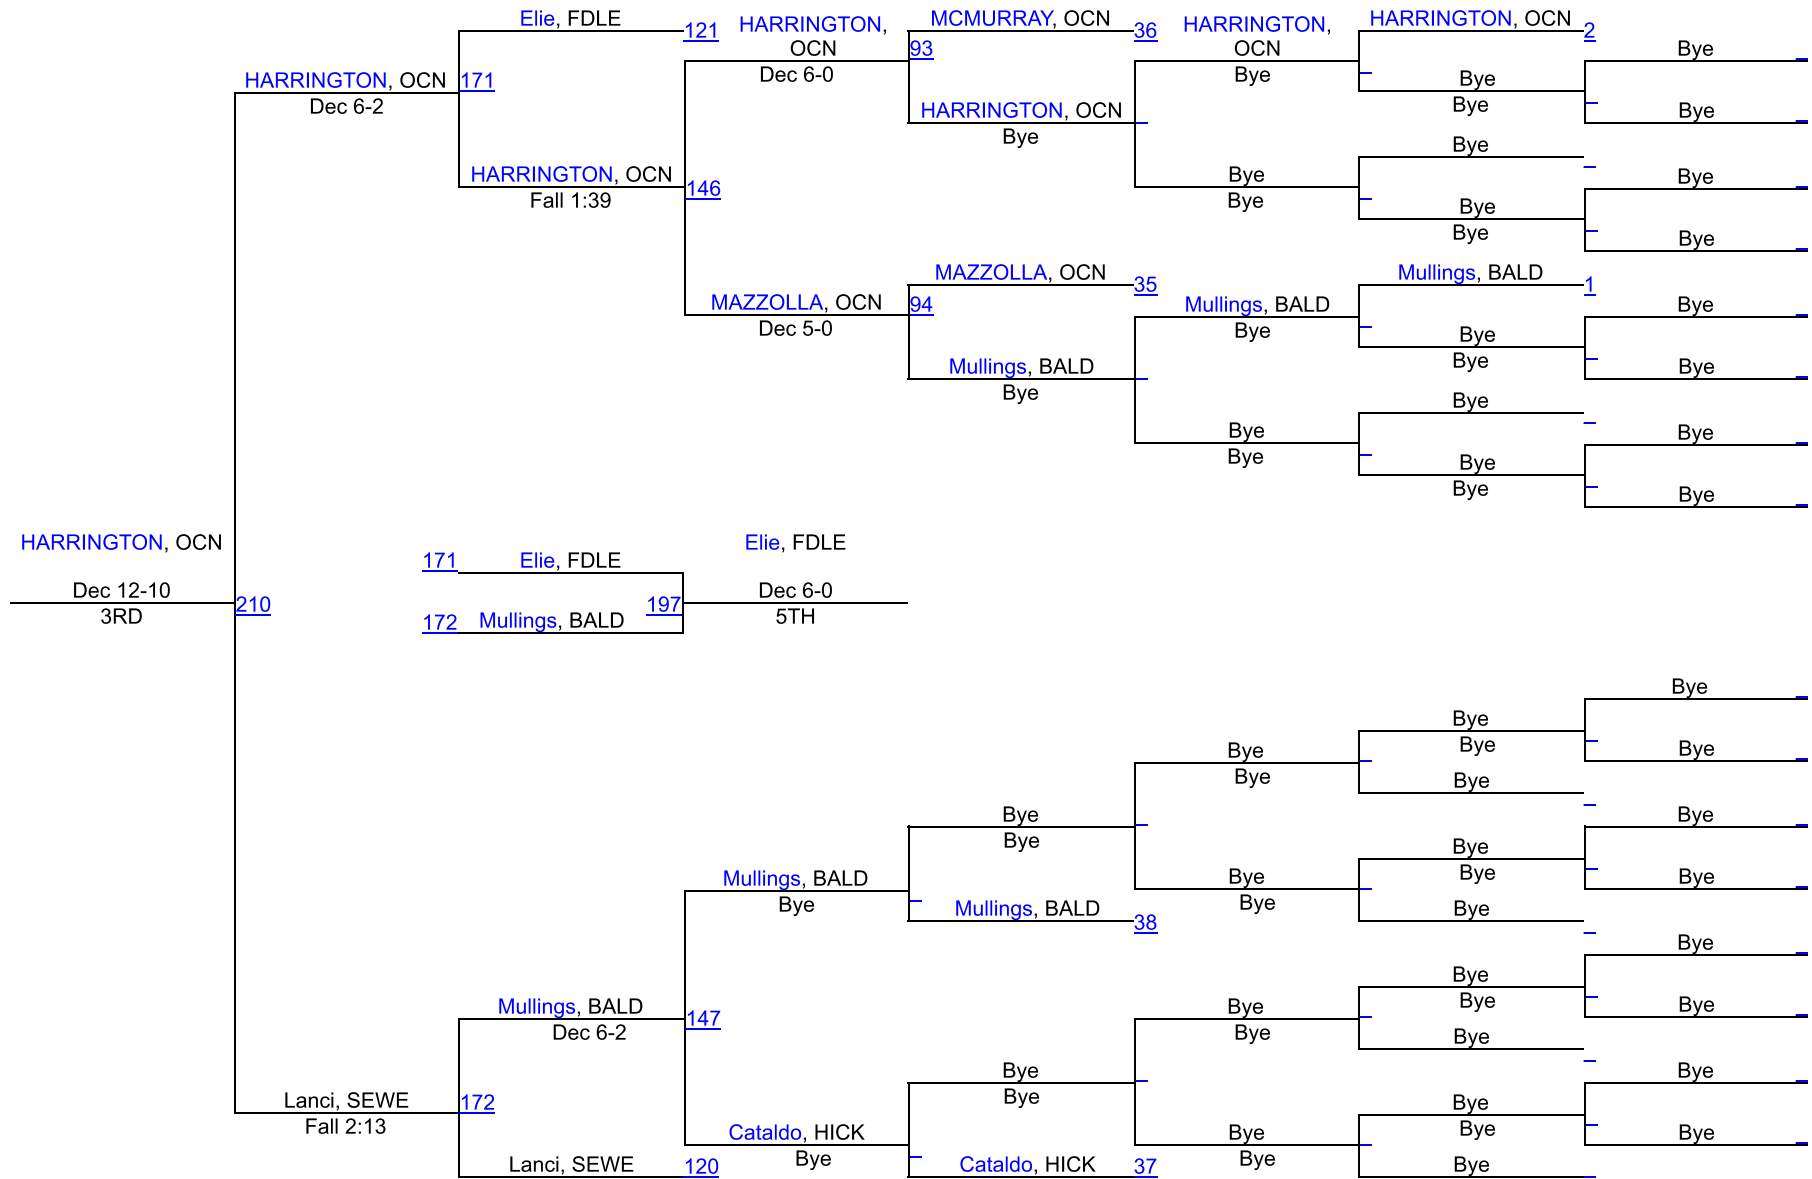 Elie, FDLE
121
HARRINGTON,
OCN
Dec 6-0
MCMURRAY, OCN
36
HARRINGTON,
OCN
Bye
HARRINGTON, OCN
2
Bye
93
HARRINGTON, OCN
Dec 6-2
171
Bye
Bye
HARRINGTON, OCN
Bye
Bye
Bye
HARRINGTON, OCN
Fall 1:39
146
Bye
Bye
Bye
Bye
Bye
Bye
MAZZOLLA, OCN
35
Mullings, BALD
1
MAZZOLLA, OCN
Dec 5-0
94
Mullings, BALD
Bye
Bye
Bye
Bye
Mullings, BALD
Bye
Bye
Bye
Bye
Bye
Bye
Bye
Bye
Bye
HARRINGTON, OCN
Dec 12-10
3RD
210
171
Elie, FDLE
172
Mullings, BALD
197
Elie, FDLE
Dec 6-0
5TH
Bye
Bye
Bye
Bye
Bye
Bye
Bye
Bye
Bye
Bye
Bye
Bye
Mullings, BALD
Bye
Mullings, BALD
38
Bye
Bye
Bye
Bye
Bye
Bye
Bye
Mullings, BALD
Dec 6-2
147
Bye
Bye
Bye
Bye
Bye
Bye
Bye
Bye
Lanci, SEWE
Fall 2:13
172
Bye
Bye
Cataldo, HICK
Bye
Bye
Bye
Bye
Lanci, SEWE
120
Cataldo, HICK
37
Bye